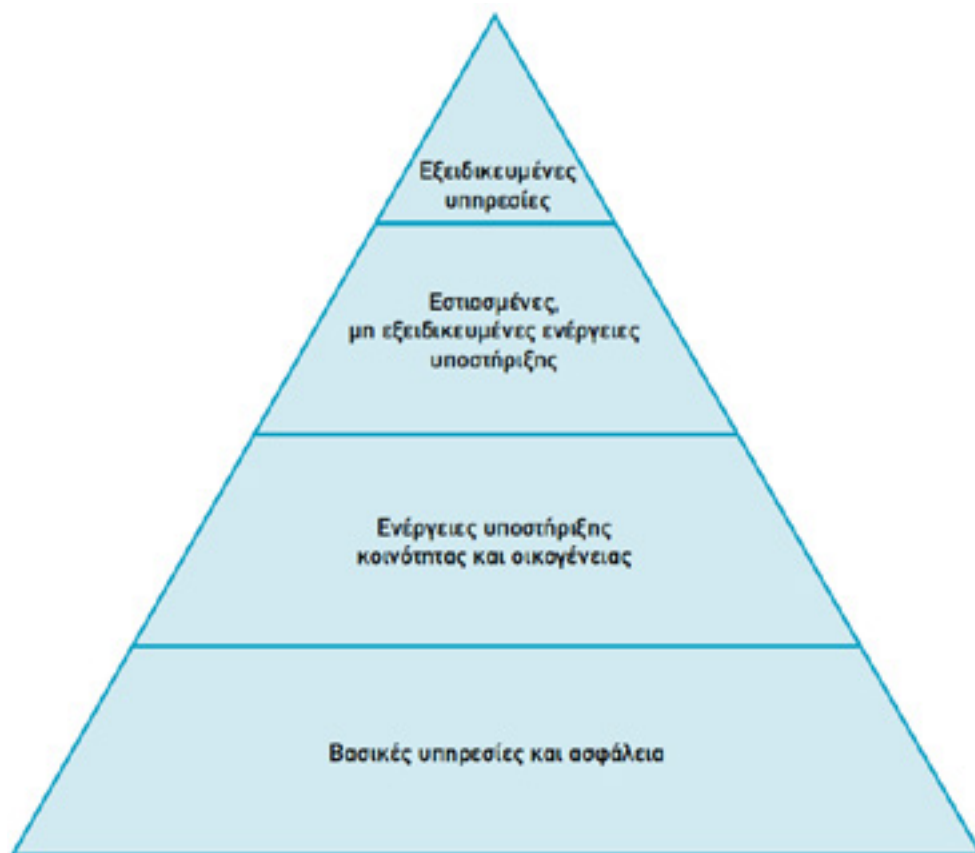 Εξειδικευμένες
υπηρεσίες
Εστιασμένες,
μη εξειδικευμένες ενέργειες
υποστήριξης
Ενέργειες υποστήριξης
κοινότητας και οικογένειας
Βασικές υπηρεσίες και ασφάλεια